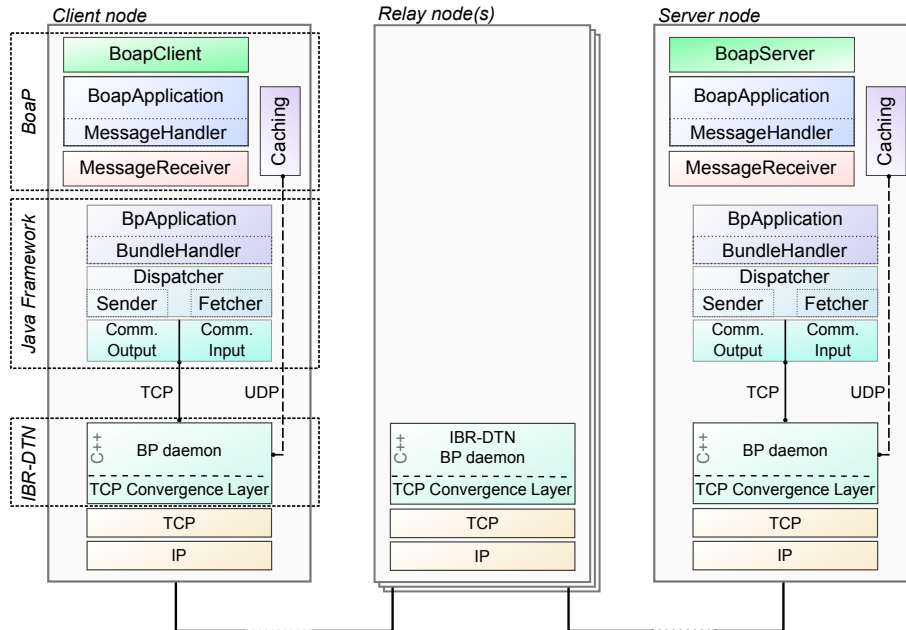 Client node
BoaP
BoapClient
BoapApplication
MessageHandler
MessageReceiver
Caching
Java Framework
BpApplication
BundleHandler
Dispatcher
Sender
Fetcher
Comm. Output
Comm. Input
TCP
UDP
IBR-DTN
C++
BP daemon
TCP Convergence Layer
TCP
IP
Relay node(s)
C++
IBR-DTN
BP daemon
TCP Convergence Layer
TCP
IP
Server node
BoapServer
BoapApplication
MessageHandler
MessageReceiver
Caching
BpApplication
BundleHandler
Dispatcher
Sender
Fetcher
Comm. Output
Comm. Input
TCP
UDP
C++
BP daemon
TCP Convergence Layer
TCP
IP